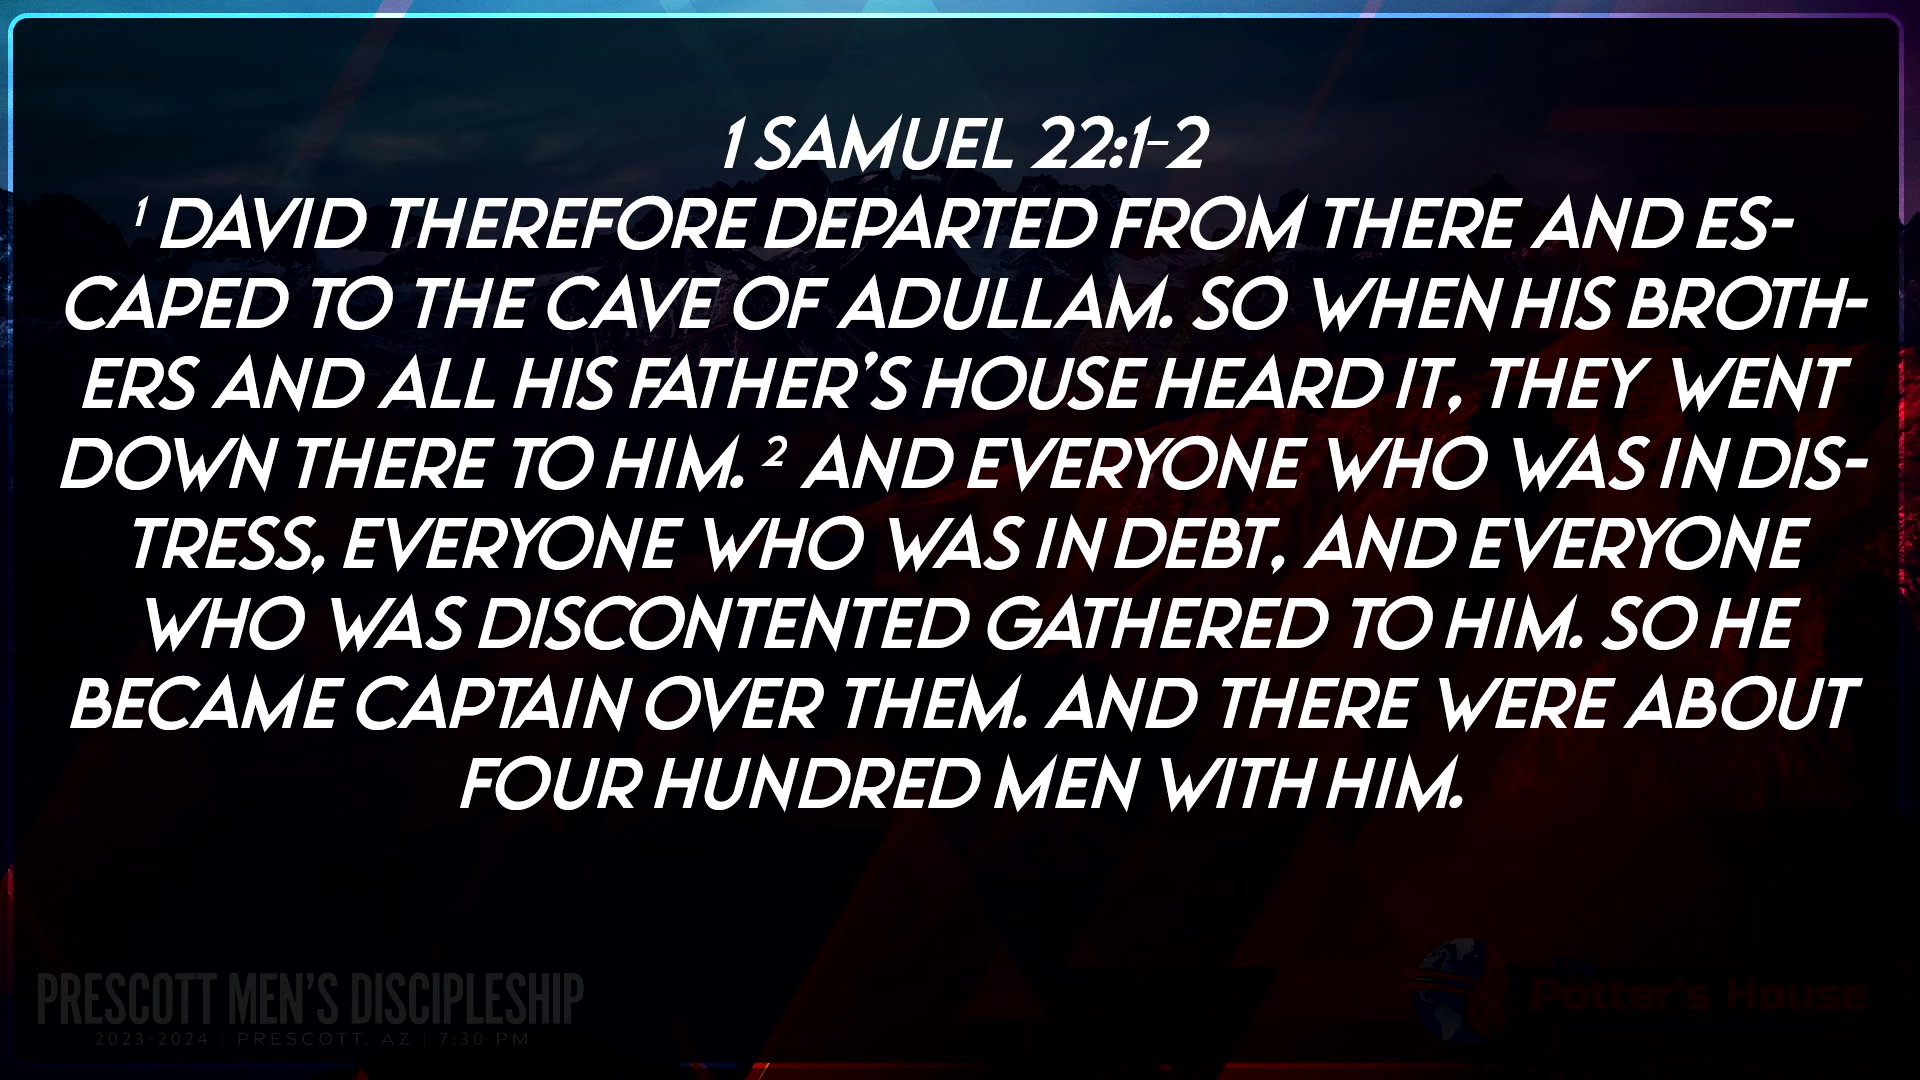 1 SAMUEL 22:1-2
¹ DAVID THEREFORE DEPARTED FROM THERE AND ES-
CAPED TO THE CAVE OF ADULLAM. SO WHEN HIS BROTH-
ERS AND ALL HIS FATHER’S HOUSE HEARD IT, THEY WENT
DOWN THERE TO HIM. ² AND EVERYONE WHO WAS IN DIS-
TRESS, EVERYONE WHO WAS IN DEBT, AND EVERYONE
WHO WAS DISCONTENTED GATHERED TO HIM. SO HE
BECAME CAPTAIN OVER THEM. AND THERE WERE ABOUT
FOUR HUNDRED MEN WITH HIM.
PRESCOTT MEN'S DISCIPLESHIP
2023-2024 | PRESCOTT, AZ | 7:30 PM
The
Potter's House